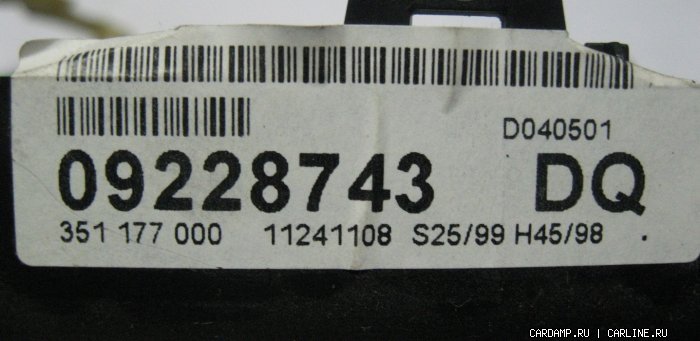 D040501
09228743 DQ
351 177 000 11241108 S25/99 H45/98 .
CARDAMP.RU | CARLINE.RU